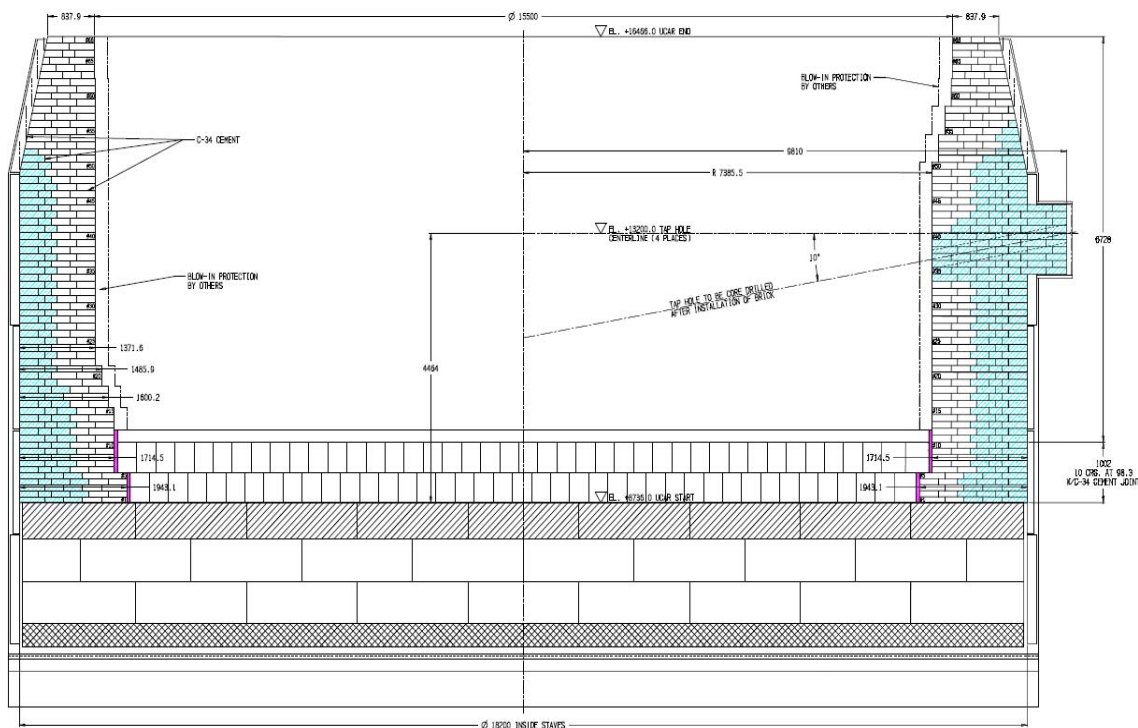 837.9
Ø 15500
837.9
EL. +16466.0 UCAR END
BLOW-IN PROTECTION
BY OTHERS
C-34 CEMENT
9810
R 7385.5
EL. +13200.0 TAP HOLE
CENTERLINE (4 PLACES)
10°
6728
BLOW-IN PROTECTION
BY OTHERS
TAP HOLE TO BE CORE DRILLED
AFTER INSTALLATION OF BRICK
1371.6
1485.9
4464
1600.2
1714.5
1714.5
1002
10 CRS. AT 98.3
W/C-34 CEMENT JOINT
1943.1
EL. +8736.0 UCAR START
1943.1
Ø 18200 INSIDE STAVES